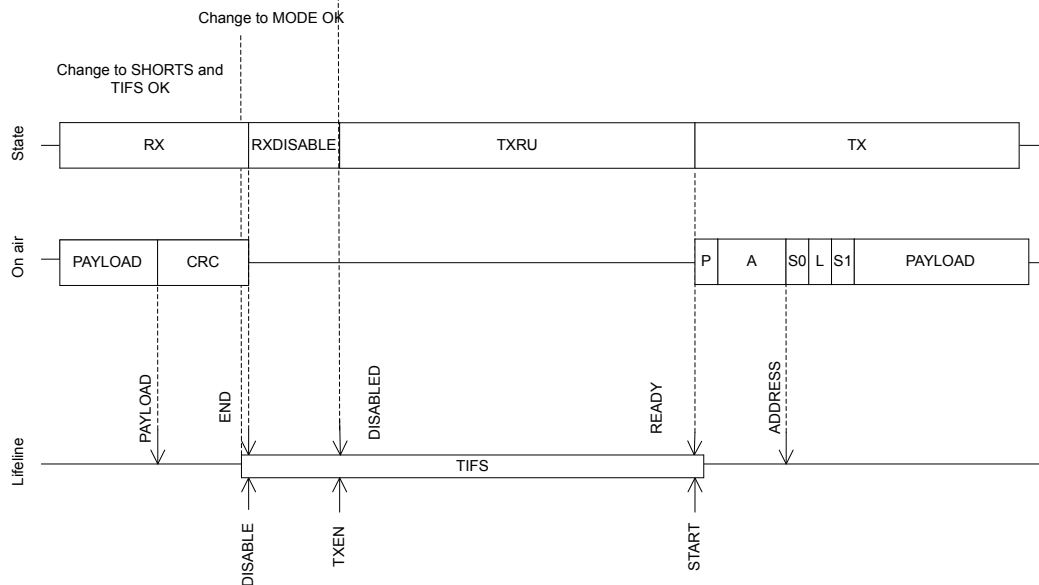 Change to MODE OK
Change to SHORTS and
TIFS OK
State
RX
RXDISABLE
TXRU
TX
On air
PAYLOAD
CRC
P
A
S0
L
S1
PAYLOAD
PAYLOAD
END
DISABLED
READY
ADDRESS
Lifeline
TIFS
DISABLE
TXEN
START